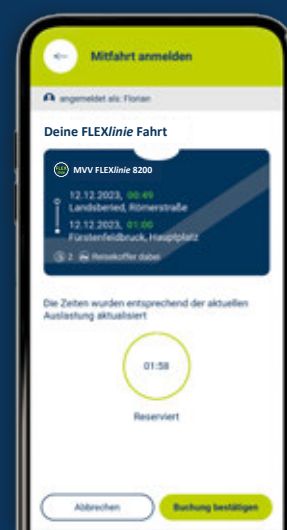 Mitfahrt anmelden
angemeldet als: Florian
Deine FLEXlinie Fahrt
FLEX
MVV FLEXlinie 8200
12.12.2023, 00:49
Landsberied, Römerstraße
12.12.2023, 01:00
Fürstenfeldbruck, Hauptplatz
2 Reisekoffer dabei
Die Zeiten wurden entsprechend der aktuellen
Auslastung aktualisiert
01:58
Reserviert
Abbrechen
Buchung bestätigen